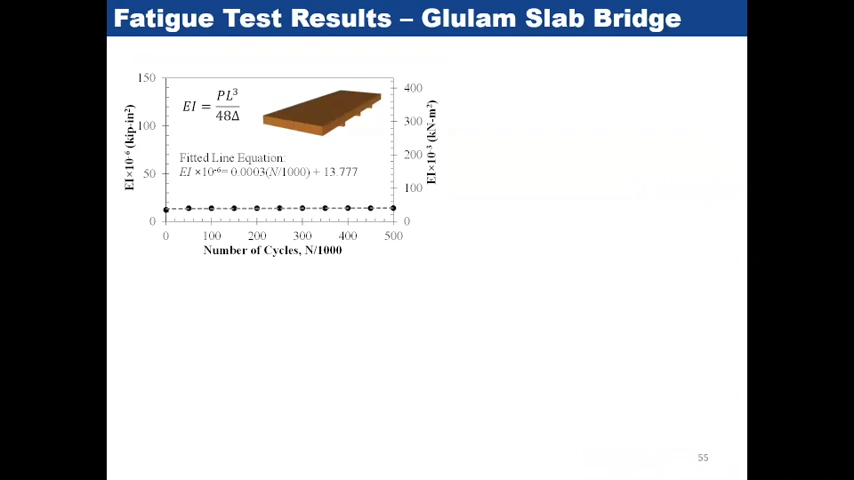 Fatigue Test Results – Glulam Slab Bridge
150
100
50
0
EI×10⁻⁶ (kip-in²)
EI = PL³/48Δ
Fitted Line Equation:
EI ×10⁻⁶= 0.0003(N/1000) + 13.777
400
300
200
100
0
EI×10⁻³ (kN-m²)
0 100 200 300 400 500
Number of Cycles, N/1000
55